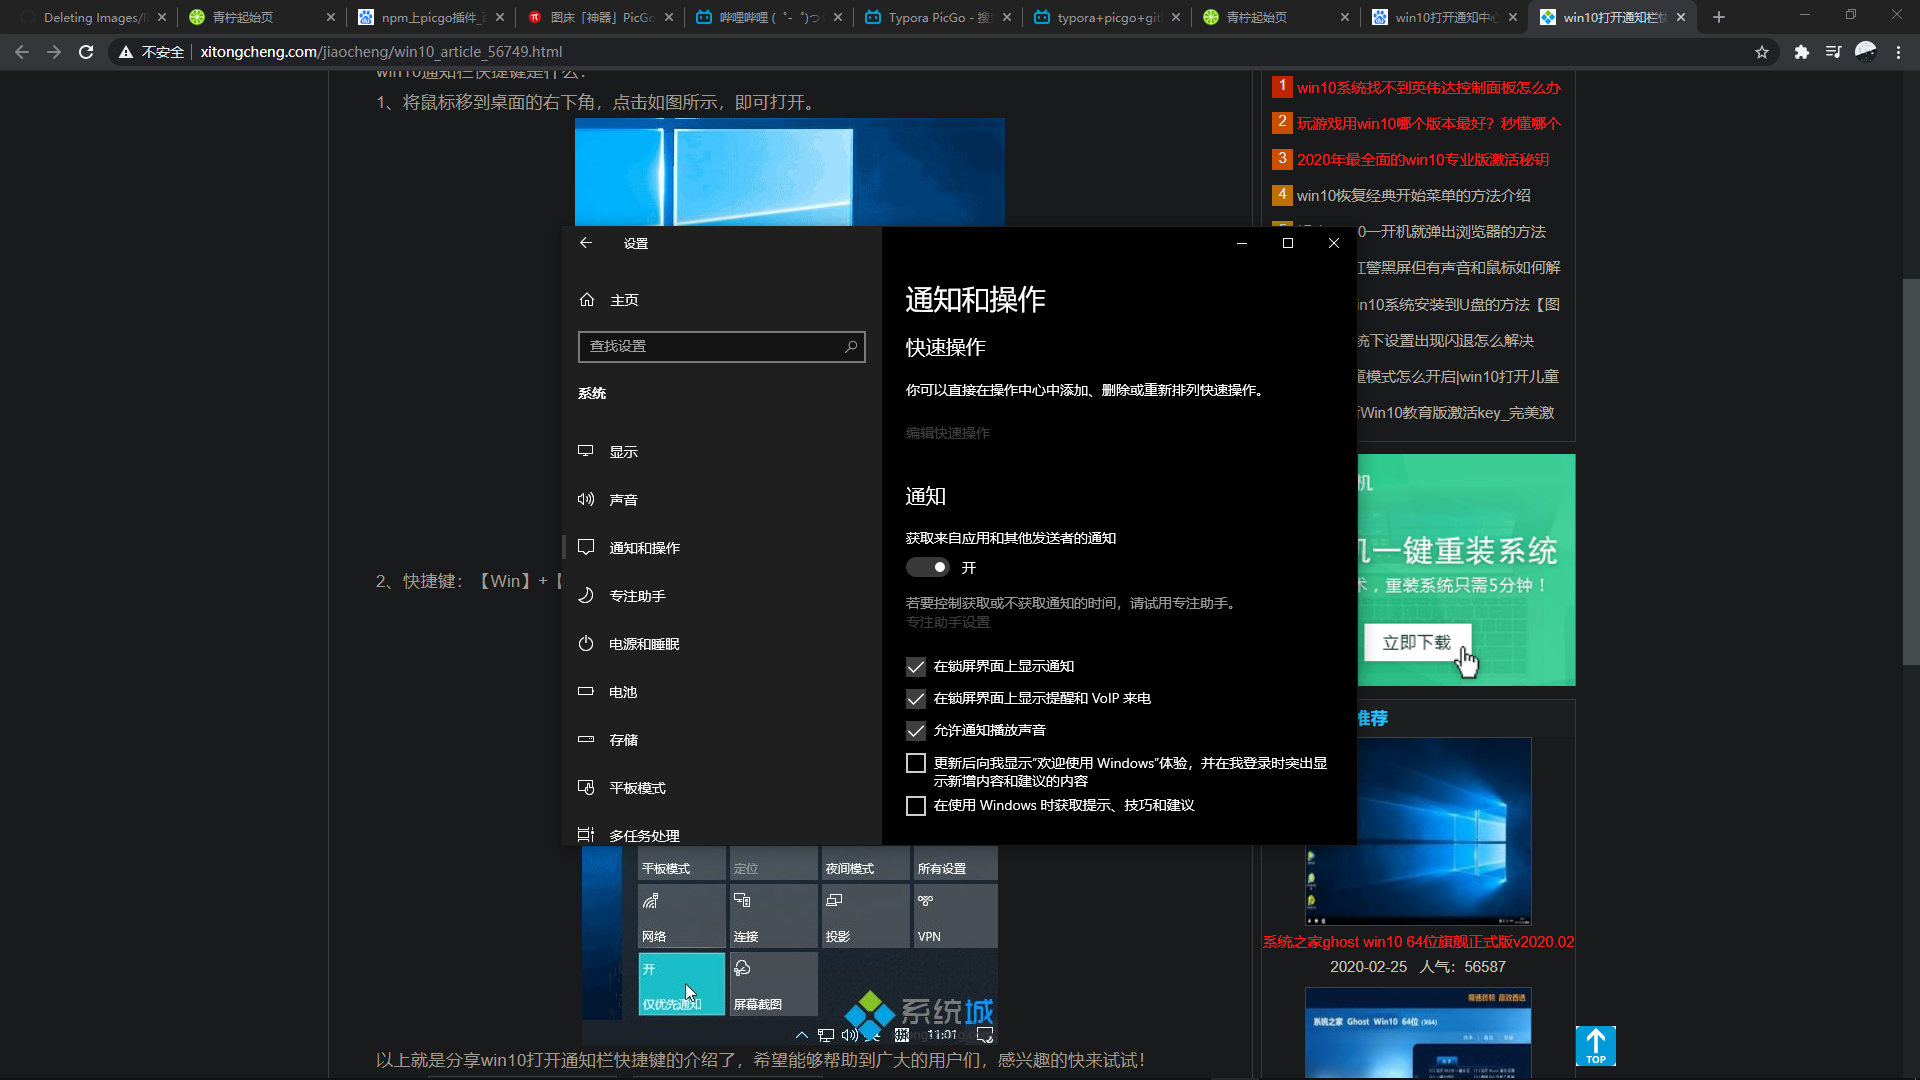 Deleting Images/
青柠起始页
npm上picgo插件_
图床「神器」PicGo
哔哩哔哩 (゜-゜)つ
Typora PicGo - 搜
typora+picgo+git
青柠起始页
win10打开通知中心
win10打开通知栏快
不安全
xitongcheng.com/jiaocheng/win10_article_56749.html
win10通知栏快捷键是什么：
1、将鼠标移到桌面的右下角，点击如图所示，即可打开。
2、快捷键：【Win】+【
设置
主页
查找设置
系统
显示
声音
通知和操作
专注助手
电源和睡眠
电池
存储
平板模式
多任务处理
通知和操作
快速操作
你可以直接在操作中心中添加、删除或重新排列快速操作。
编辑快速操作
通知
获取来自应用和其他发送者的通知
开
若要控制获取或不获取通知的时间，请试用专注助手。
专注助手设置
在锁屏界面上显示通知
在锁屏界面上显示提醒和 VoIP 来电
允许通知播放声音
更新后向我显示"欢迎使用 Windows"体验，并在我登录时突出显
示新增内容和建议的内容
在使用 Windows 时获取提示、技巧和建议
平板模式
定位
夜间模式
所有设置
网络
连接
投影
VPN
开
仅优先通知
屏幕截图
系统城
11:01
以上就是分享win10打开通知栏快捷键的介绍了，希望能够帮助到广大的用户们，感兴趣的快来试试！
1 win10系统找不到英伟达控制面板怎么办
2 玩游戏用win10哪个版本最好？秒懂哪个
3 2020年最全面的win10专业版激活秘钥
4 win10恢复经典开始菜单的方法介绍
0一开机就弹出浏览器的方法
红警黑屏但有声音和鼠标如何解
in10系统安装到U盘的方法【图
统下设置出现闪退怎么解决
童模式怎么开启|win10打开儿童
Win10教育版激活key_完美激
机
机一键重装系统
术，重装系统只需5分钟！
立即下载
推荐
系统之家ghost win10 64位旗舰正式版v2020.02
2020-02-25 人气：56587
系统之家 Ghost Win10 64位 (X64)
TOP